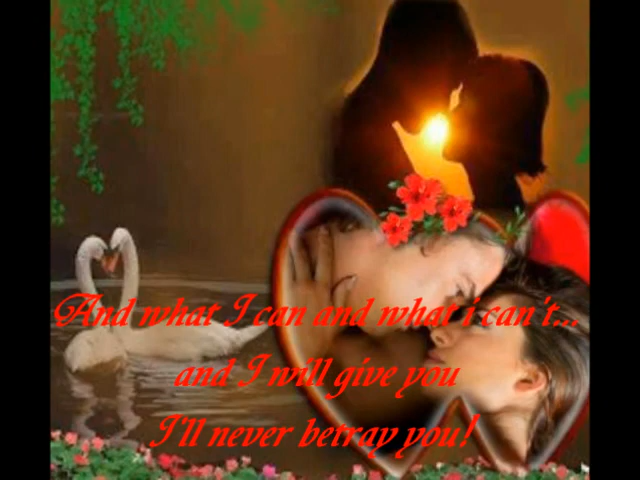 And what I can and what i can't...
and I will give you
I'll never betray you!